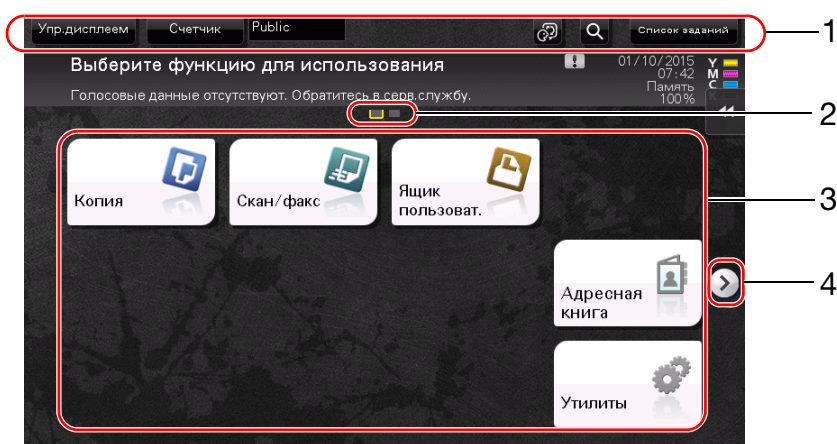 Упр.дисплеем Счетчик Public Список заданий 1
Выберите функцию для использования 01/10/2015 Y
07:42 M
Голосовые данные отсутствуют. Обратитесь в серв.службу. Память C
100% K
2
Копия Скан/факс Ящик пользоват. 3
Адресная книга 4
Утилиты